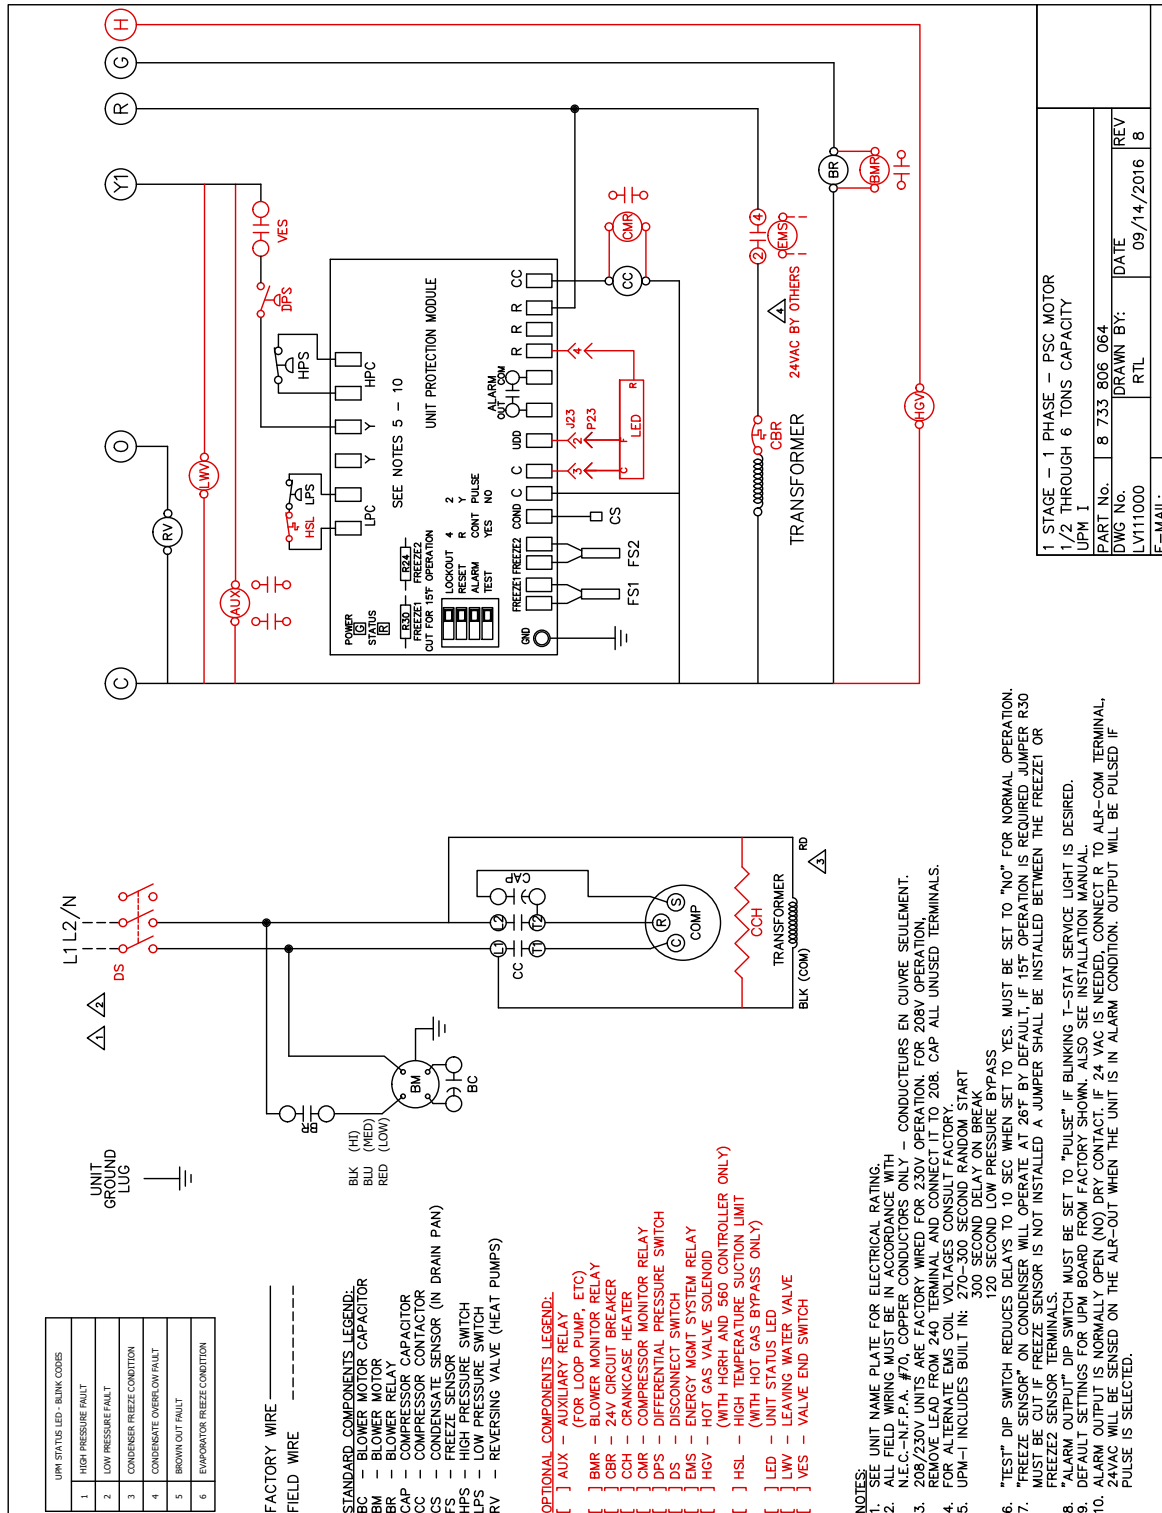 UPM STATUS LED - BLINK CODES
1 HIGH PRESSURE FAULT
2 LOW PRESSURE FAULT
3 CONDENSER FREEZE CONDITION
4 CONDENSATE OVERFLOW FAULT
5 BROWN OUT FAULT
6 EVAPORATOR FREEZE CONDITION
FACTORY WIRE
FIELD WIRE
STANDARD COMPONENTS LEGEND:
BC – BLOWER MOTOR CAPACITOR
BM – BLOWER MOTOR
BR – BLOWER RELAY
CAP – COMPRESSOR CAPACITOR
CC – COMPRESSOR CONTACTOR
CS – CONDENSATE SENSOR (IN DRAIN PAN)
FS – FREEZE SENSOR
HPS – HIGH PRESSURE SWITCH
LPS – LOW PRESSURE SWITCH
RV – REVERSING VALVE (HEAT PUMPS)
OPTIONAL COMPONENTS LEGEND:
[ ] AUX – AUXILIARY RELAY
(FOR LOOP PUMP, ETC)
[ ] BMR – BLOWER MONITOR RELAY
[ ] CBR – 24V CIRCUIT BREAKER
[ ] CCH – CRANKCASE HEATER
[ ] CMR – COMPRESSOR MONITOR RELAY
[ ] DPS – DIFFERENTIAL PRESSURE SWITCH
[ ] DS – DISCONNECT SWITCH
[ ] EMS – ENERGY MGMT SYSTEM RELAY
[ ] HGV – HOT GAS VALVE SOLENOID
(WITH HGRH AND 560 CONTROLLER ONLY)
[ ] HSL – HIGH TEMPERATURE SUCTION LIMIT
(WITH HOT GAS BYPASS ONLY)
[ ] LED – UNIT STATUS LED
[ ] LWV – LEAVING WATER VALVE
[ ] VES – VALVE END SWITCH
NOTES:
1. SEE UNIT NAME PLATE FOR ELECTRICAL RATING.
2. ALL FIELD WIRING MUST BE IN ACCORDANCE WITH
N.E.C.–N.F.P.A. #70, COPPER CONDUCTORS ONLY – CONDUCTEURS EN CUIVRE SEULEMENT.
3. 208/230V UNITS ARE FACTORY WIRED FOR 230V OPERATION. FOR 208V OPERATION,
REMOVE LEAD FROM 240 TERMINAL AND CONNECT IT TO 208. CAP ALL UNUSED TERMINALS.
4. FOR ALTERNATE EMS COIL VOLTAGES CONSULT FACTORY.
5. UPM–I INCLUDES BUILT IN: 270–300 SECOND RANDOM START
300 SECOND DELAY ON BREAK
120 SECOND LOW PRESSURE BYPASS
6. "TEST" DIP SWITCH REDUCES DELAYS TO 10 SEC WHEN SET TO YES. MUST BE SET TO "NO" FOR NORMAL OPERATION.
7. "FREEZE SENSOR" ON CONDENSER WILL OPERATE AT 26°F BY DEFAULT, IF 15°F OPERATION IS REQUIRED JUMPER R30
MUST BE CUT IF FREEZE SENSOR IS NOT INSTALLED A JUMPER SHALL BE INSTALLED BETWEEN THE FREEZE1 OR
FREEZE2 SENSOR TERMINALS.
8. "ALARM OUTPUT" DIP SWITCH MUST BE SET TO "PULSE" IF BLINKING T–STAT SERVICE LIGHT IS DESIRED.
9. DEFAULT SETTINGS FOR UPM BOARD FROM FACTORY SHOWN. ALSO SEE INSTALLATION MANUAL.
10. ALARM OUTPUT IS NORMALLY OPEN (NO) DRY CONTACT. IF 24 VAC IS NEEDED, CONNECT R TO ALR–COM TERMINAL,
24VAC WILL BE SENSED ON THE ALR–OUT WHEN THE UNIT IS IN ALARM CONDITION. OUTPUT WILL BE PULSED IF
PULSE IS SELECTED.
UNIT
GROUND
LUG
1
2
L1
L2/N
DS
BR
BLK (HI)
BLU (MED)
RED (LOW)
BM
BC
L1
L2
CC
T1
T2
CAP
C
R
S
COMP
CCH
TRANSFORMER
BLK (COM)
RD
3
C
O
Y1
R
G
H
RV
LWV
AUX
VES
DPS
HPS
HSL
LPS
LPC
Y
Y
HPC
UNIT PROTECTION MODULE
SEE NOTES 5 – 10
POWER
G
STATUS
R
R30
R24
FREEZE1
FREEZE2
CUT FOR 15°F OPERATION
LOCKOUT 4 2
RESET R Y
ALARM CONT PULSE
TEST YES NO
GND
FREEZE1
FREEZE2
COND
C
C
UDD
ALARM
OUT
COM
R
R
R
CC
FS1
FS2
CS
J23
P23
3
2
4
C
F
R
LED
CC
CMR
TRANSFORMER
CBR
24VAC BY OTHERS
4
2
4
EMS
BR
BMR
HGV
1 STAGE – 1 PHASE – PSC MOTOR
1/2 THROUGH 6 TONS CAPACITY
UPM I
PART No. 8 733 806 064
DWG No. DRAWN BY: DATE REV
LV111000 RTL 09/14/2016 8
E–MAIL: